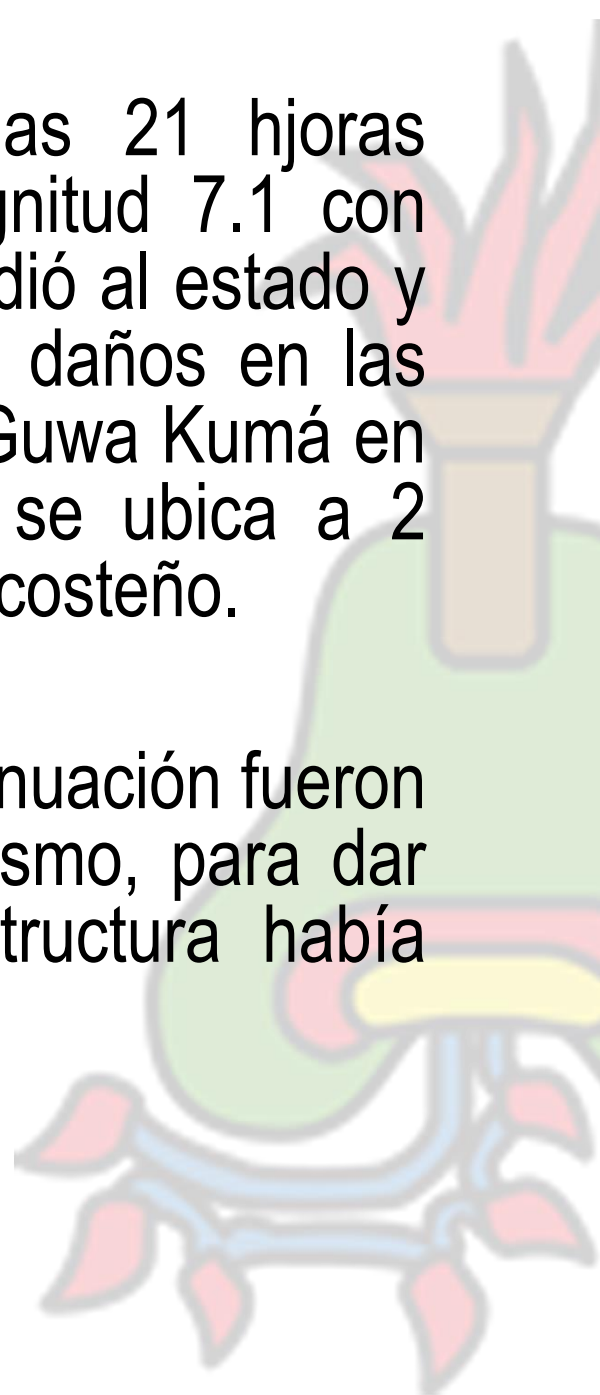 as 21 hjoras
gnitud 7.1 con
dió al estado y
daños en las
Guwa Kumá en
se ubica a 2
costeño.
nuación fueron
smo, para dar
tructura había